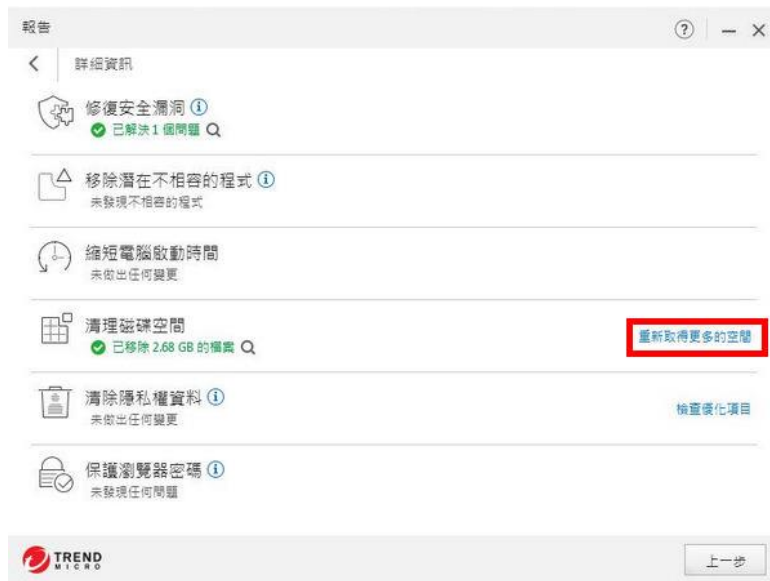 報告
詳細資訊
修復安全漏洞
已解決 1 個問題
移除潛在不相容的程式
未發現不相容的程式
縮短電腦啟動時間
未做出任何變更
清理磁碟空間
已移除 2.68 GB 的檔案
重新取得更多的空間
清除隱私權資料
未做出任何變更
檢查優化項目
保護瀏覽器密碼
未發現任何問題
TREND
MICRO
上一步